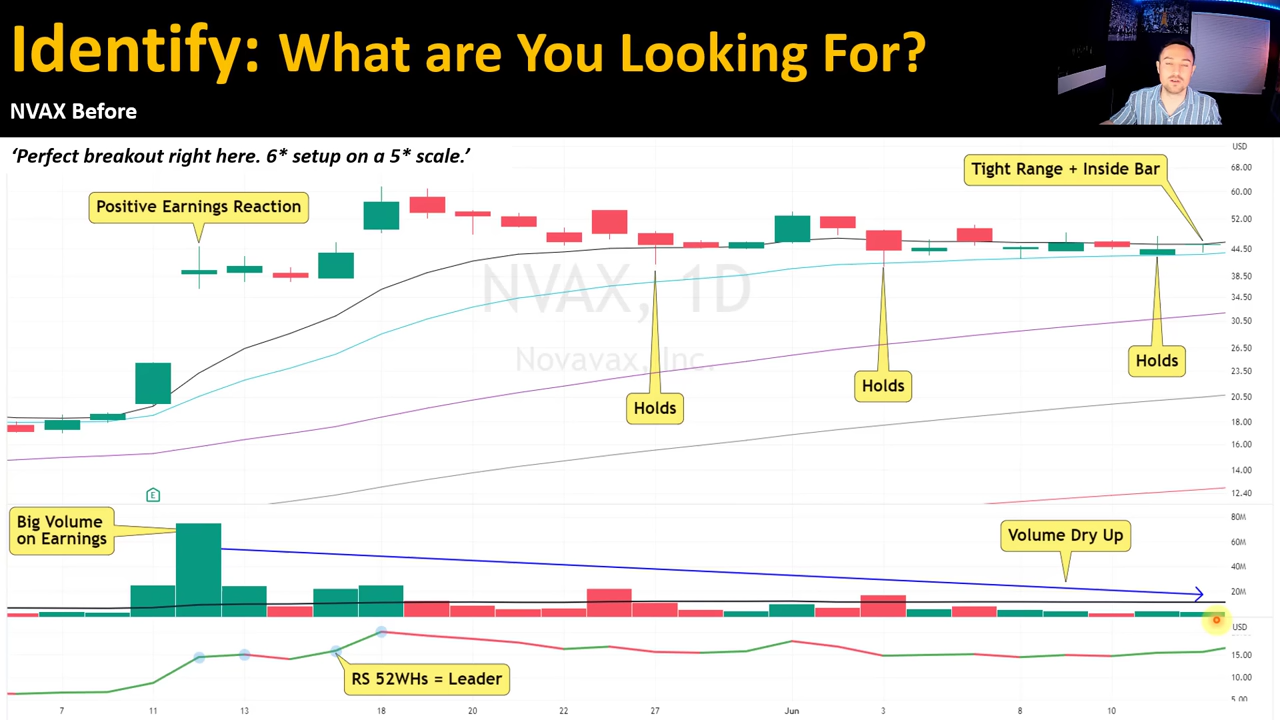 Identify: What are You Looking For?
NVAX Before
‘Perfect breakout right here. 6* setup on a 5* scale.’
Positive Earnings Reaction
Tight Range + Inside Bar
NVAX, 1D
Novavax, Inc.
Holds
Holds
Holds
USD
68.00
60.00
52.00
44.50
38.50
34.50
30.50
26.50
23.50
20.50
18.00
16.00
14.00
12.40
E
Big Volume
on Earnings
Volume Dry Up
80M
60M
40M
20M
RS 52WHs = Leader
USD
15.00
10.00
5.00
7
11
13
18
20
22
27
Jun
3
8
10